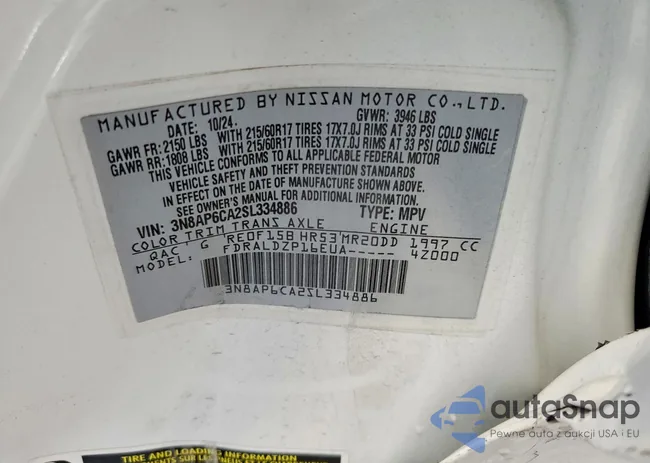 MANUFACTURED BY NISSAN MOTOR CO.,LTD.
DATE: 10/24. GVWR: 3946 LBS
GAWR FR: 2150 LBS WITH 215/60R17 TIRES 17X7.0J RIMS AT 33 PSI COLD SINGLE
GAWR RR: 1808 LBS WITH 215/60R17 TIRES 17X7.0J RIMS AT 33 PSI COLD SINGLE
THIS VEHICLE CONFORMS TO ALL APPLICABLE FEDERAL MOTOR
VEHICLE SAFETY AND THEFT PREVENTION STANDARDS
IN EFFECT ON THE DATE OF MANUFACTURE SHOWN ABOVE.
SEE OWNERS MANUAL FOR ADDITIONAL INFORMATION.
VIN: 3N8AP6CA2SL334886 TYPE: MPV
COLOR TRIM TRANS AXLE ENGINE
QAC G RE0F15B HR53 MR20DD 1997 CC
MODEL: FDRALDZP16EUA----- 4Z000
3N8AP6CA2SL334886
TIRE AND LOADING INFORMATION
autoSnap
Pewne auta z aukcji USA i EU